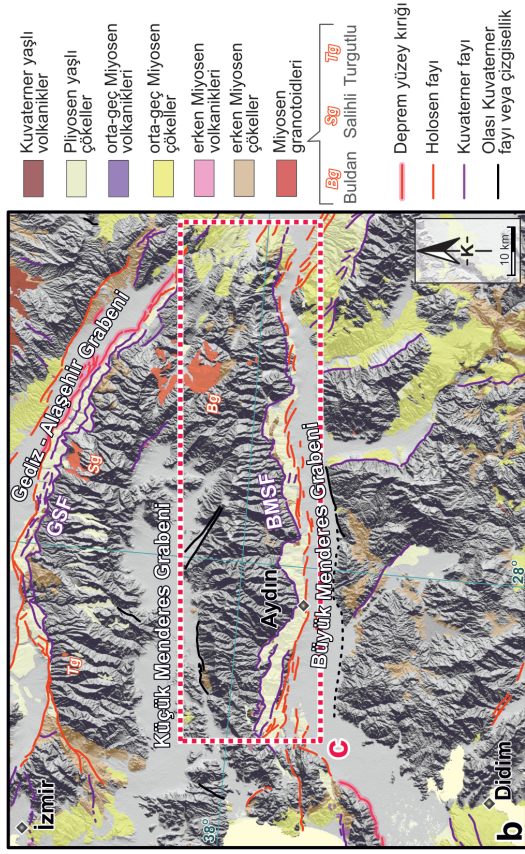 Kuvaterner yaşlı
volkanikler
Pliyosen yaşlı
çökeller
orta-geç Miyosen
volkanikleri
orta-geç Miyosen
çökeller
erken Miyosen
volkanikleri
erken Miyosen
çökeller
Miyosen
granotoidleri
Bg Sg Tg
Buldan Salihli Turgutlu
Deprem yüzey kırığı
Holosen fayı
Kuvaterner fayı
Olası Kuvaterner
fayı veya çizgisellik
İzmir
Gediz - Alaşehir Grabeni
GSF
Tg
Sg
Küçük Menderes Grabeni
Bg
38°
BMSF
Aydın
Büyük Menderes Grabeni
C
28°
Didim
b
-K-
10 km